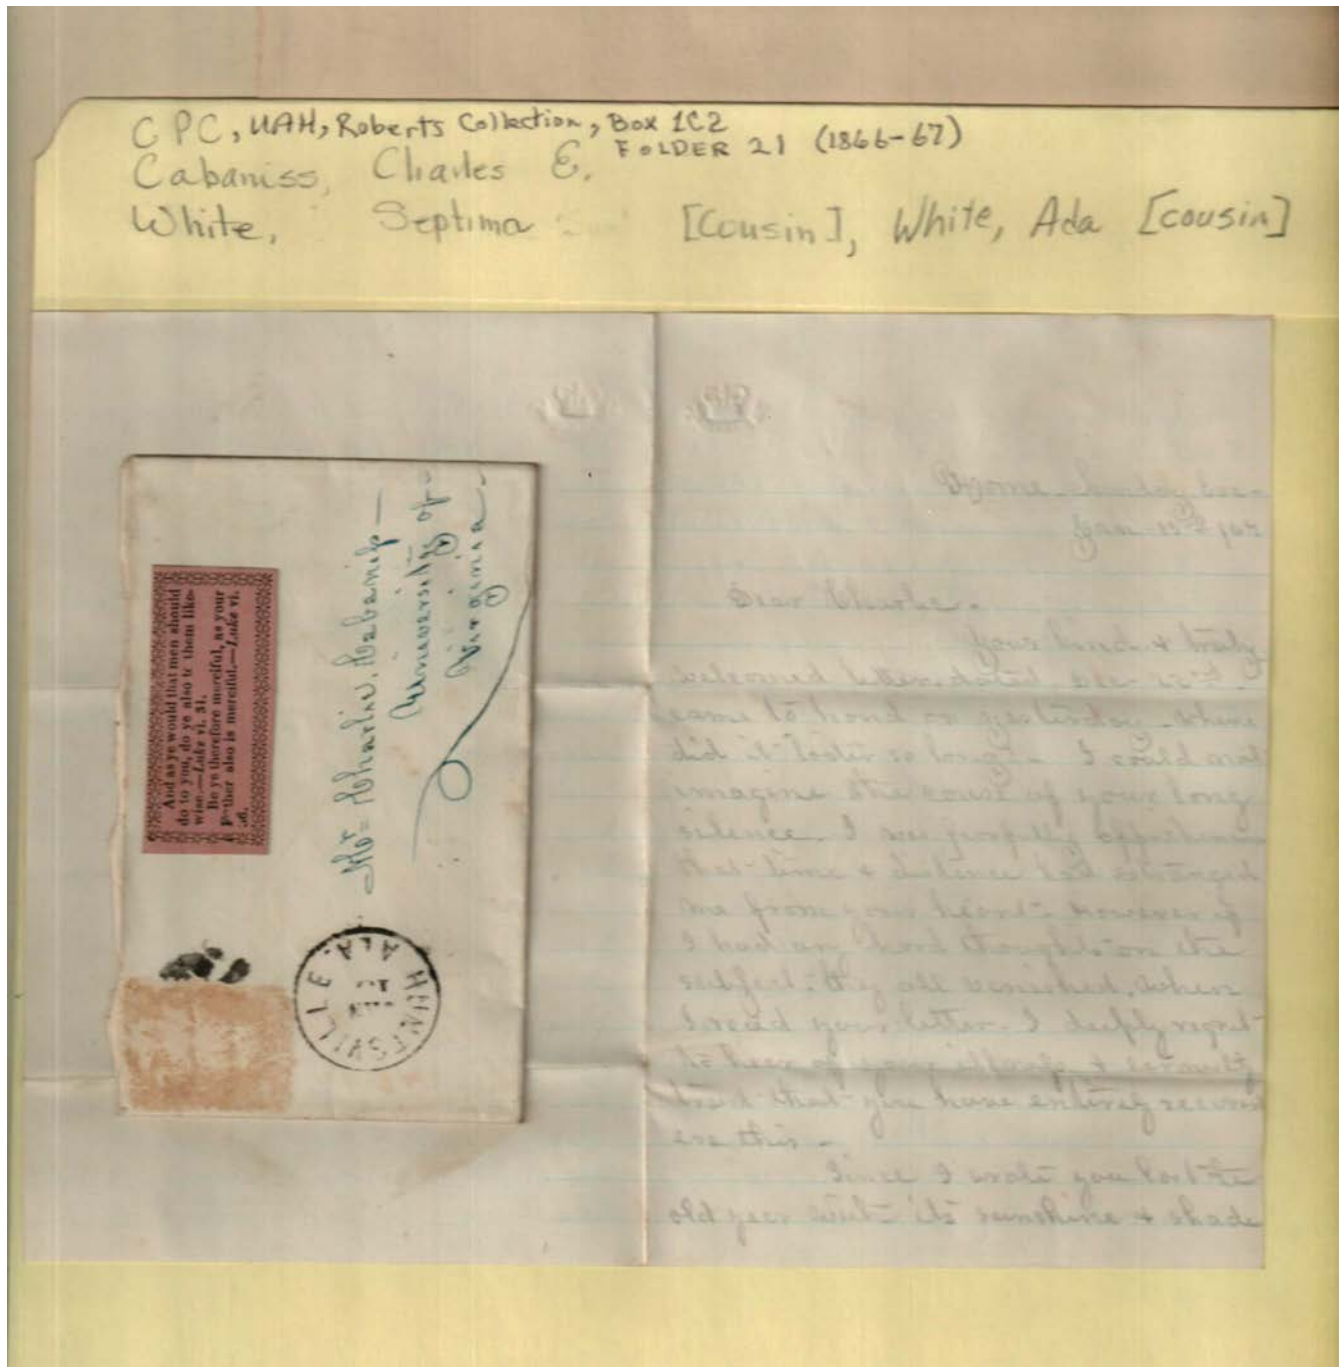 CPC, UAH, Roberts Collection, Box 1C2
FOLDER 21 (1866-67)
Cabaniss, Charles E.
White, Septima [Cousin], White, Ada [cousin]
And as ye would that men should
do to you, do ye also to them like-
wise.—Luke vi. 31.
Be ye therefore merciful, as your
Father also is merciful.—Luke vi.
36.
Mr= Charlie. Cabaniss—
University of-
Virginia-
HUNTSVILLE ALA.
JAN
Home- Sunday Eve-
Jan 13th
Dear Charlie-
Your kind & truly
welcomed letter, dated Dec-
came to hand on yesterday- where
did it loiter so long- I could not
imagine the cause of your long
silence. I was
that time & distance had estranged
me from your heart- however if
I had any hard thoughts on the
subject- they all vanished, when
I read your letter. I deeply regret
to hear of your illness &
trust that you have entirely
ere this-
Since I wrote you last the
old year with its sunshine & shade